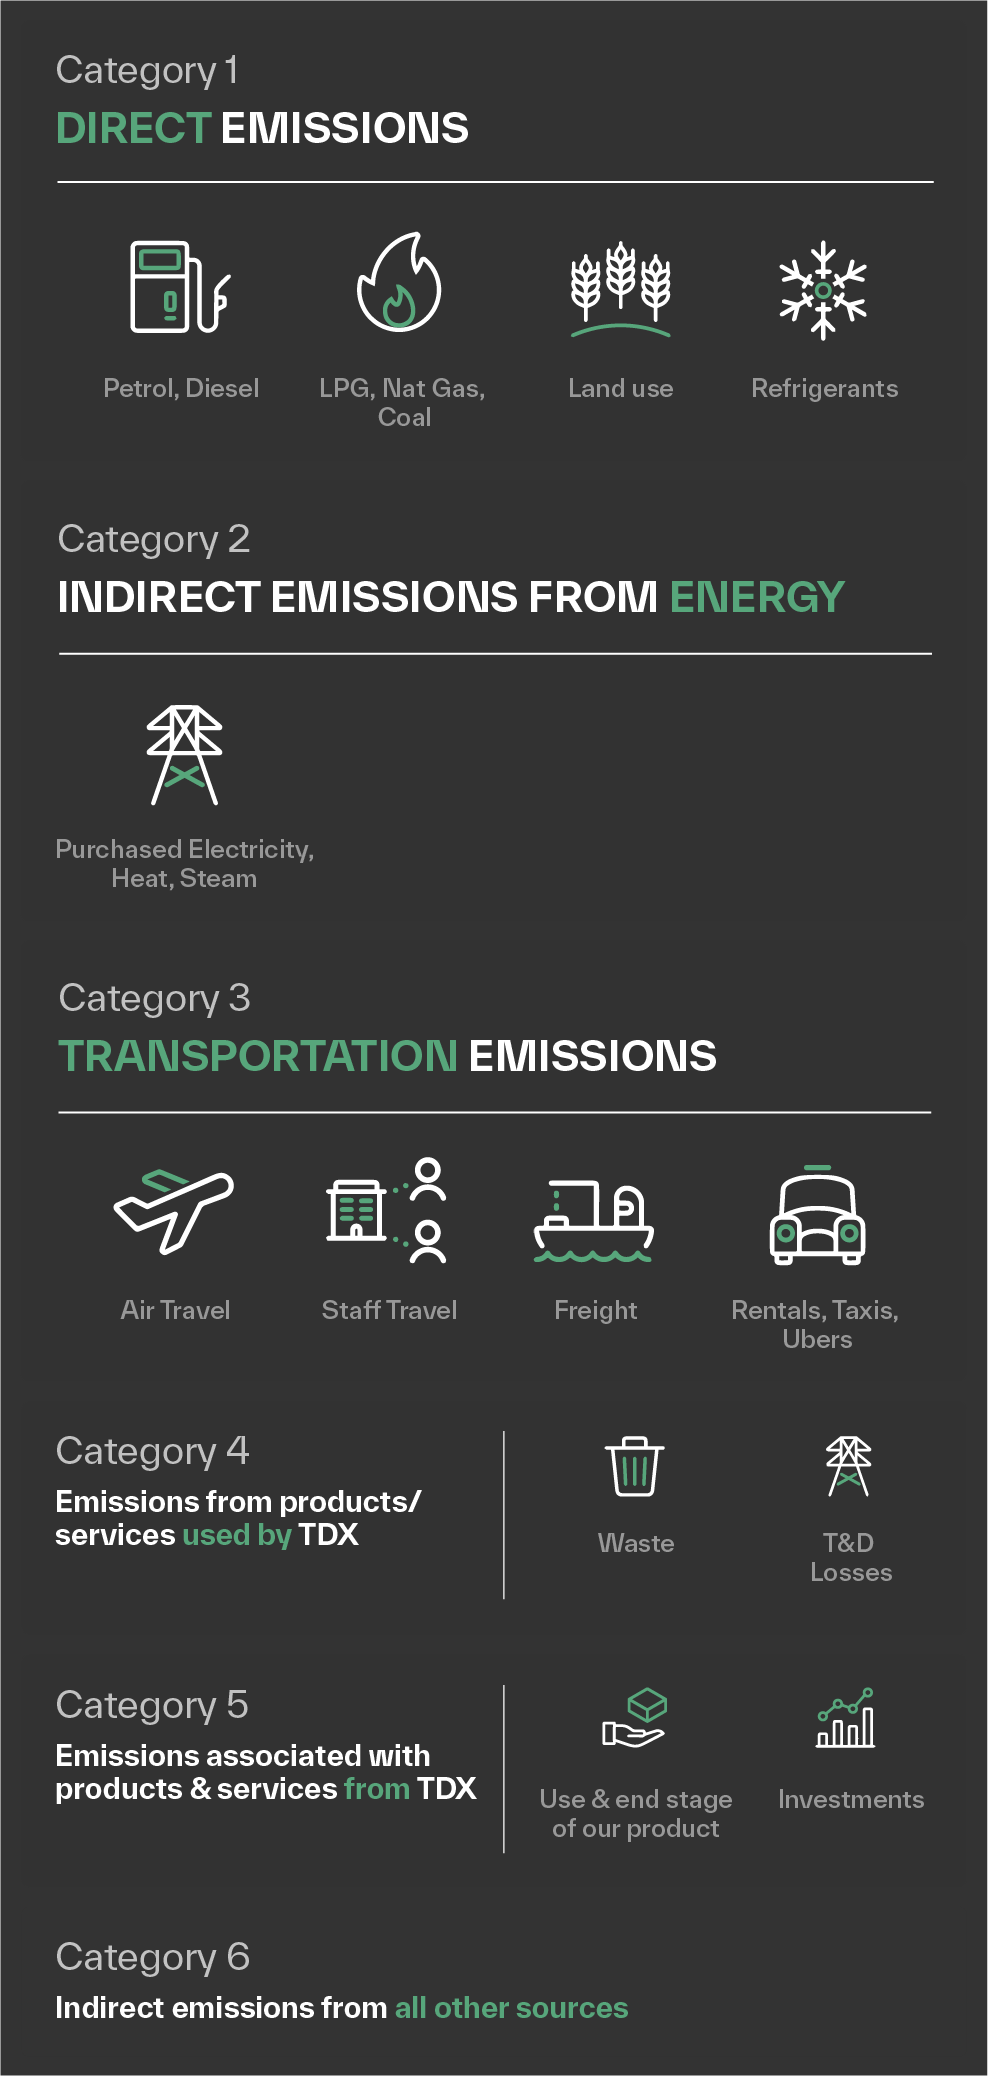 Category 1
DIRECT EMISSIONS
Petrol, Diesel
LPG, Nat Gas,
Coal
Land use
Refrigerants
Category 2
INDIRECT EMISSIONS FROM ENERGY
Purchased Electricity,
Heat, Steam
Category 3
TRANSPORTATION EMISSIONS
Air Travel
Staff Travel
Freight
Rentals, Taxis,
Ubers
Category 4
Emissions from products/
services used by TDX
Waste
T&D
Losses
Category 5
Emissions associated with
products & services from TDX
Use & end stage
of our product
Investments
Category 6
Indirect emissions from all other sources